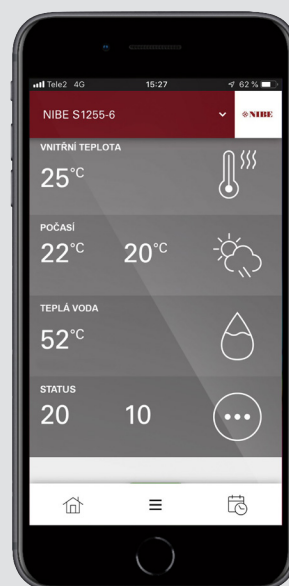 Tele2 4G 15:27 62 %
NIBE S1255-6 NIBE
VNITŘNÍ TEPLOTA
25°C
POČASÍ
22°C 20°C
TEPLÁ VODA
52°C
STATUS
20 10